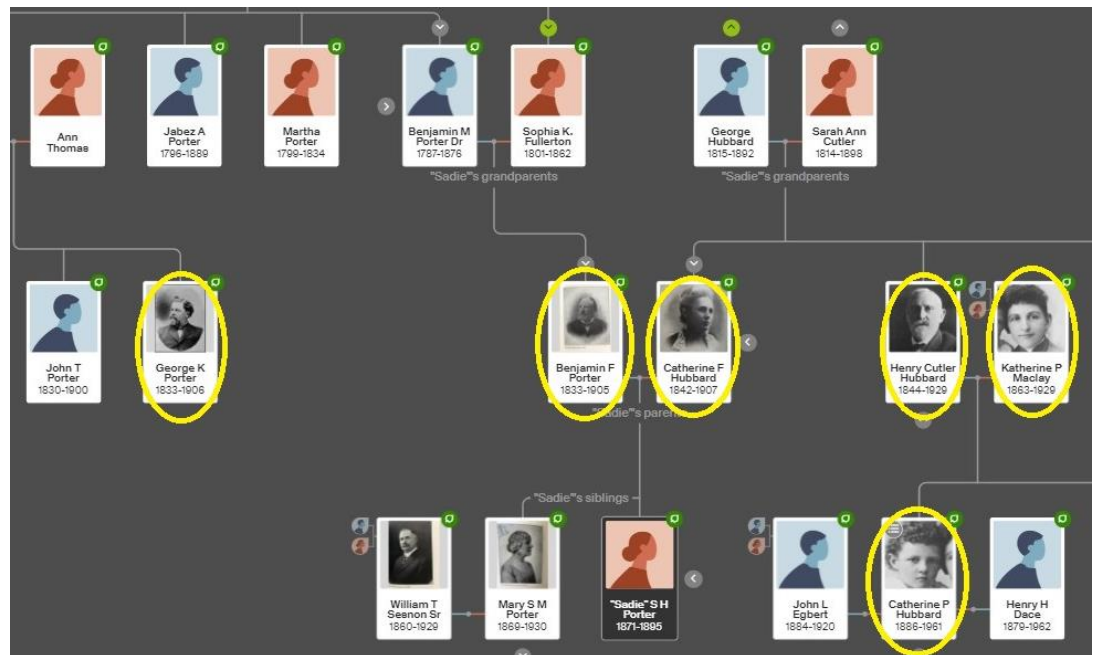 Ann
Thomas
Jabez A
Porter
1796-1889
Martha
Porter
1799-1834
Benjamin M
Porter Dr
1787-1876
Sophia K.
Fullerton
1801-1862
George
Hubbard
1815-1892
Sarah Ann
Cutler
1814-1898
"Sadie"'s grandparents
"Sadie"'s grandparents
John T
Porter
1830-1900
George K
Porter
1833-1906
Benjamin F
Porter
1833-1905
Catherine F
Hubbard
1842-1907
Henry Cutler
Hubbard
1844-1929
Katherine P
Maclay
1863-1929
"Sadie"'s parents
"Sadie"'s siblings
William T
Sesnon Sr
1860-1929
Mary S M
Porter
1869-1930
"Sadie" S H
Porter
1871-1895
John L
Egbert
1884-1920
Catherine P
Hubbard
1886-1961
Henry H
Dace
1879-1962